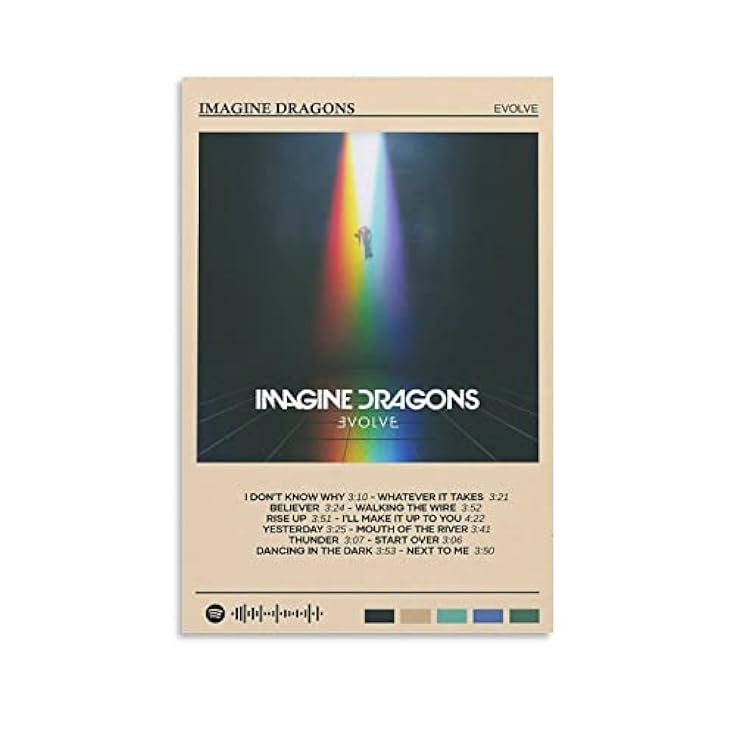 IMAGINE DRAGONS
EVOLVE
IMAGINE DRAGONS
EVOLVE
I DON'T KNOW WHY 3:10 - WHATEVER IT TAKES 3:21
BELIEVER 3:24 - WALKING THE WIRE 3:52
RISE UP 3:51 - I'LL MAKE IT UP TO YOU 4:22
YESTERDAY 3:25 - MOUTH OF THE RIVER 3:41
THUNDER 3:07 - START OVER 3:06
DANCING IN THE DARK 3:53 - NEXT TO ME 3:50